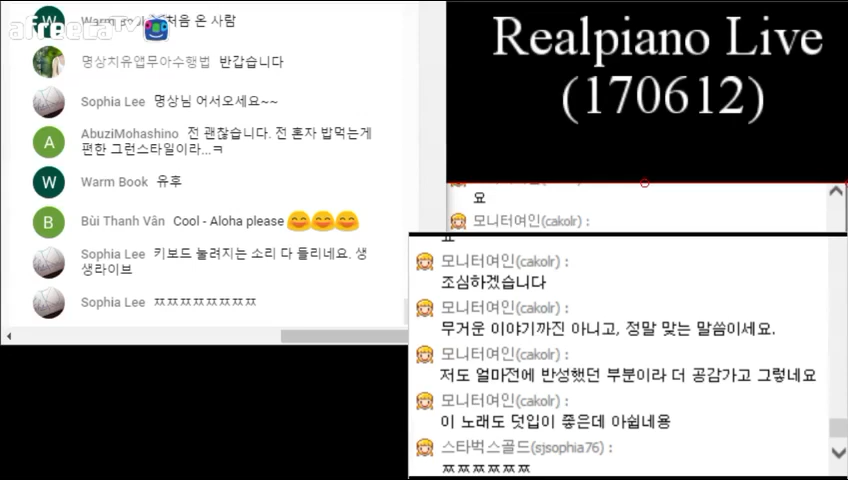 afreecaTV
W Warm Book 처음 온 사람
명상치유앱무아수행법 반갑습니다
Sophia Lee 명상님 어서오세요~~
A AbuziMohashino 전 괜찮습니다. 전 혼자 밥먹는게
편한 그런스타일이라...ㅋ
W Warm Book 유후
B Bùi Thanh Vân Cool - Aloha please
Sophia Lee 키보드 눌려지는 소리 다 들리네요. 생
생라이브
Sophia Lee ㅉㅉㅉㅉㅉㅉㅉㅉ
Realpiano Live
(170612)
요
모니터여인(cakolr) :
요
모니터여인(cakolr) :
조심하겠습니다
모니터여인(cakolr) :
무거운 이야기까진 아니고, 정말 맞는 말씀이세요.
모니터여인(cakolr) :
저도 얼마전에 반성했던 부분이라 더 공감가고 그렇네요
모니터여인(cakolr) :
이 노래도 덧입이 좋은데 아쉽네용
스타벅스골드(sjsophia76) :
ㅉㅉㅉㅉㅉㅉ